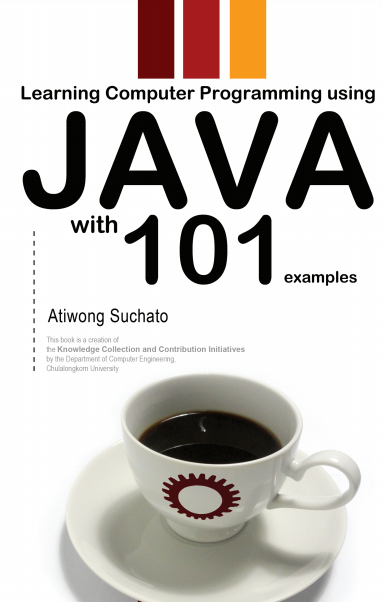 Learning Computer Programming using
JAVA
with 101
examples
Atiwong Suchato
This book is a creation of
the Knowledge Collection and Contribution Initiatives
by the Department of Computer Engineering,
Chulalongkorn University